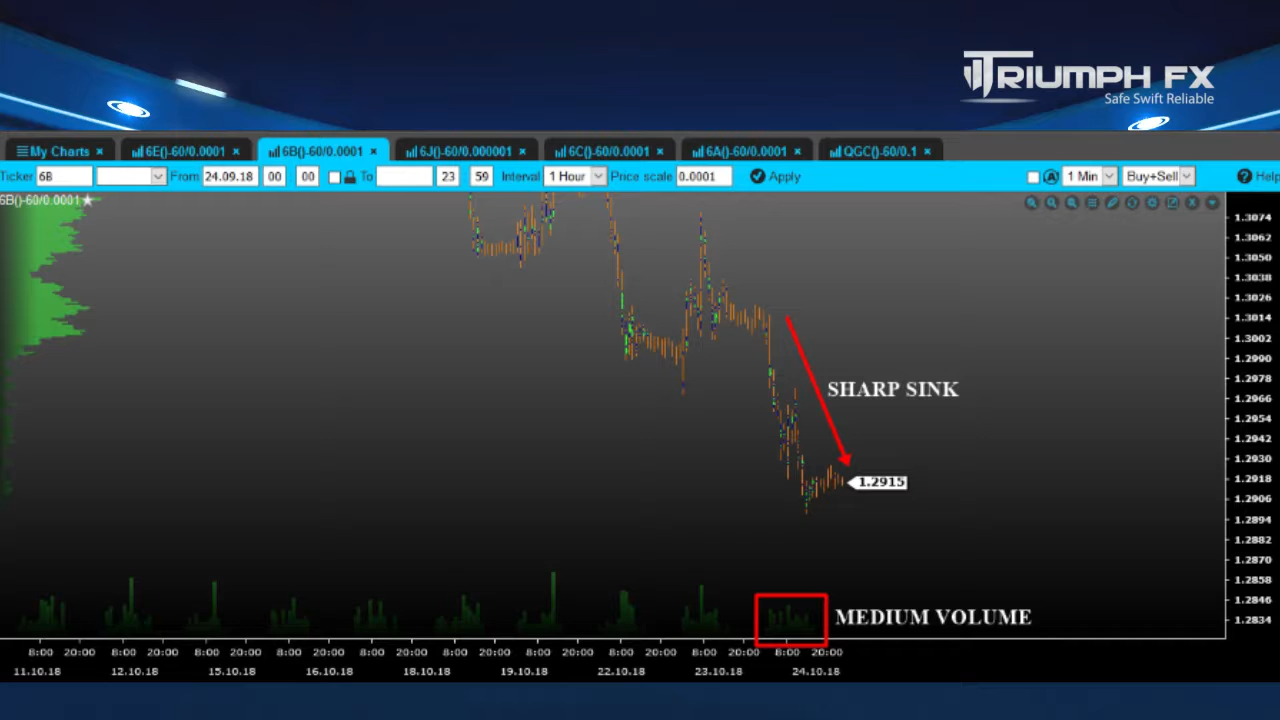 TRIUMPH FX
Safe Swift Reliable
My Charts × 6E()-60/0.0001 × 6B()-60/0.0001 × 6J()-60/0.000001 × 6C()-60/0.0001 × 6A()-60/0.0001 × QGC()-60/0.1 ×
Ticker 6B From 24.09.18 00 00 To 23 59 Interval 1 Hour Price scale 0.0001 Apply 1 Min Buy+Sell Help
6B()-60/0.0001
1.3074
1.3062
1.3050
1.3038
1.3026
1.3014
1.3002
1.2990
1.2978
SHARP SINK
1.2966
1.2954
1.2942
1.2930
1.2918
1.2915
1.2906
1.2894
1.2882
1.2870
1.2858
1.2846
MEDIUM VOLUME
1.2834
8:00 20:00 8:00 20:00 8:00 20:00 8:00 20:00 8:00 20:00 8:00 20:00 8:00 20:00 8:00 20:00 8:00 20:00 8:00 20:00
11.10.18 12.10.18 15.10.18 16.10.18 18.10.18 19.10.18 22.10.18 23.10.18 24.10.18